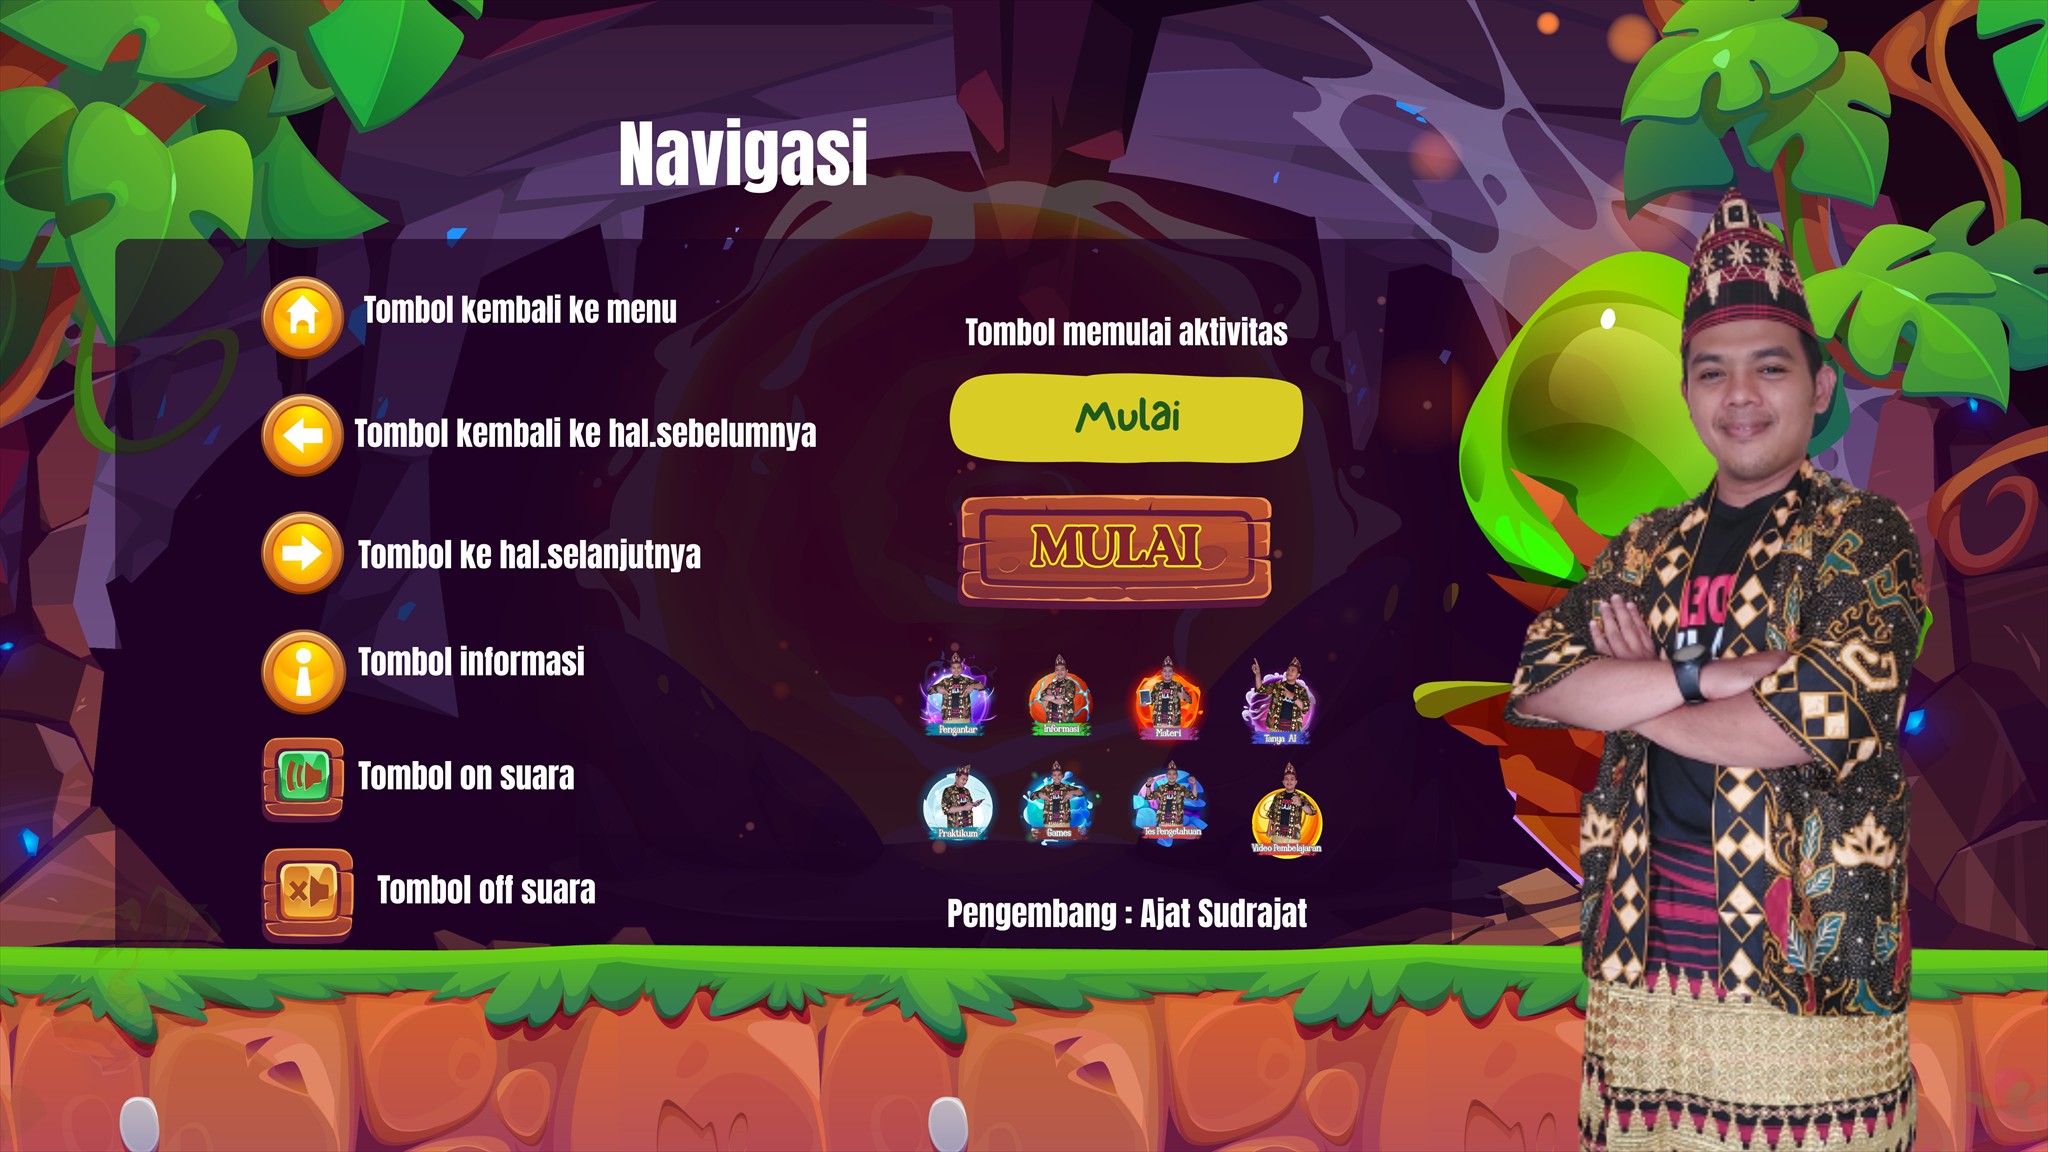 Navigasi
Tombol kembali ke menu
Tombol kembali ke hal.sebelumnya
Tombol ke hal.selanjutnya
Tombol informasi
Tombol on suara
Tombol off suara
Tombol memulai aktivitas
Mulai
MULAI
Pengantar
Informasi
Materi
Tanya AI
Praktikum
Games
Tes Pengetahuan
Video Pembelajaran
Pengembang : Ajat Sudrajat